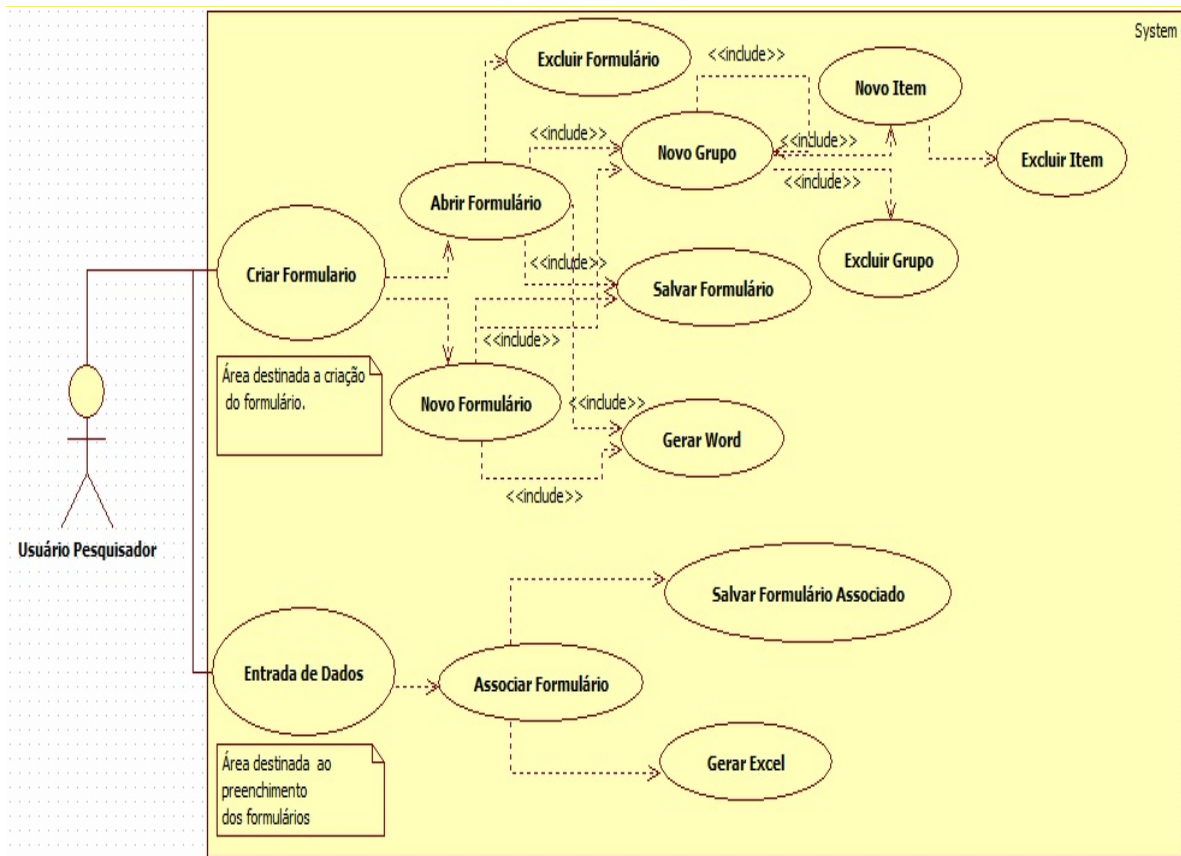 System
Excluir Formulário
<<include>>
Novo Item
<<include>>
Novo Grupo
<<include>>
Excluir Item
<<include>>
Abrir Formulário
Criar Formulario
<<include>>
<<include>>
Excluir Grupo
Salvar Formulário
<<include>>
Área destinada a criação
do formulário.
Novo Formulário
<<include>>
Gerar Word
<<include>>
Usuário Pesquisador
Salvar Formulário Associado
Entrada de Dados
Associar Formulário
Área destinada ao
preenchimento
dos formulários
Gerar Excel